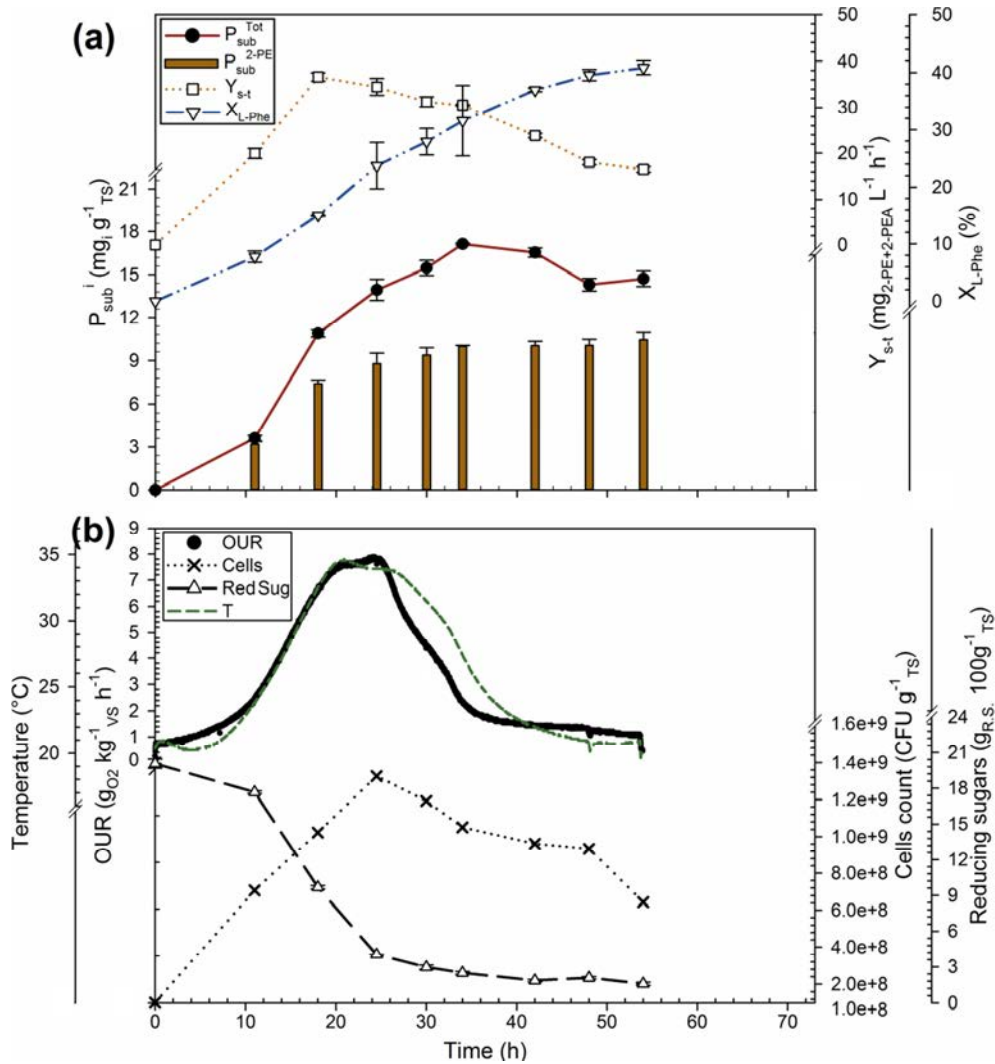 (a)
P_sub^Tot
P_sub^2-PE
Y_s-t
X_L-Phe
P_sub^i (mg_i g^-1_TS)
21
18
15
12
9
6
3
0
50
40
30
20
10
0
Y_s-t (mg_2-PE+2-PEA L^-1 h^-1)
50
40
30
20
10
0
X_L-Phe (%)
0
20
40
60
(b)
OUR
Cells
Red Sug
T
Temperature (°C)
35
30
25
20
OUR (g_O2 kg^-1_VS h^-1)
9
8
7
6
5
4
3
2
1
0
1.6e+9
1.4e+9
1.2e+9
1.0e+9
8.0e+8
6.0e+8
4.0e+8
2.0e+8
1.0e+8
Cells count (CFU g^-1_TS)
24
21
18
15
12
9
6
3
0
Reducing sugars (g_R.S. 100g^-1_TS)
0
10
20
30
40
50
60
70
Time (h)